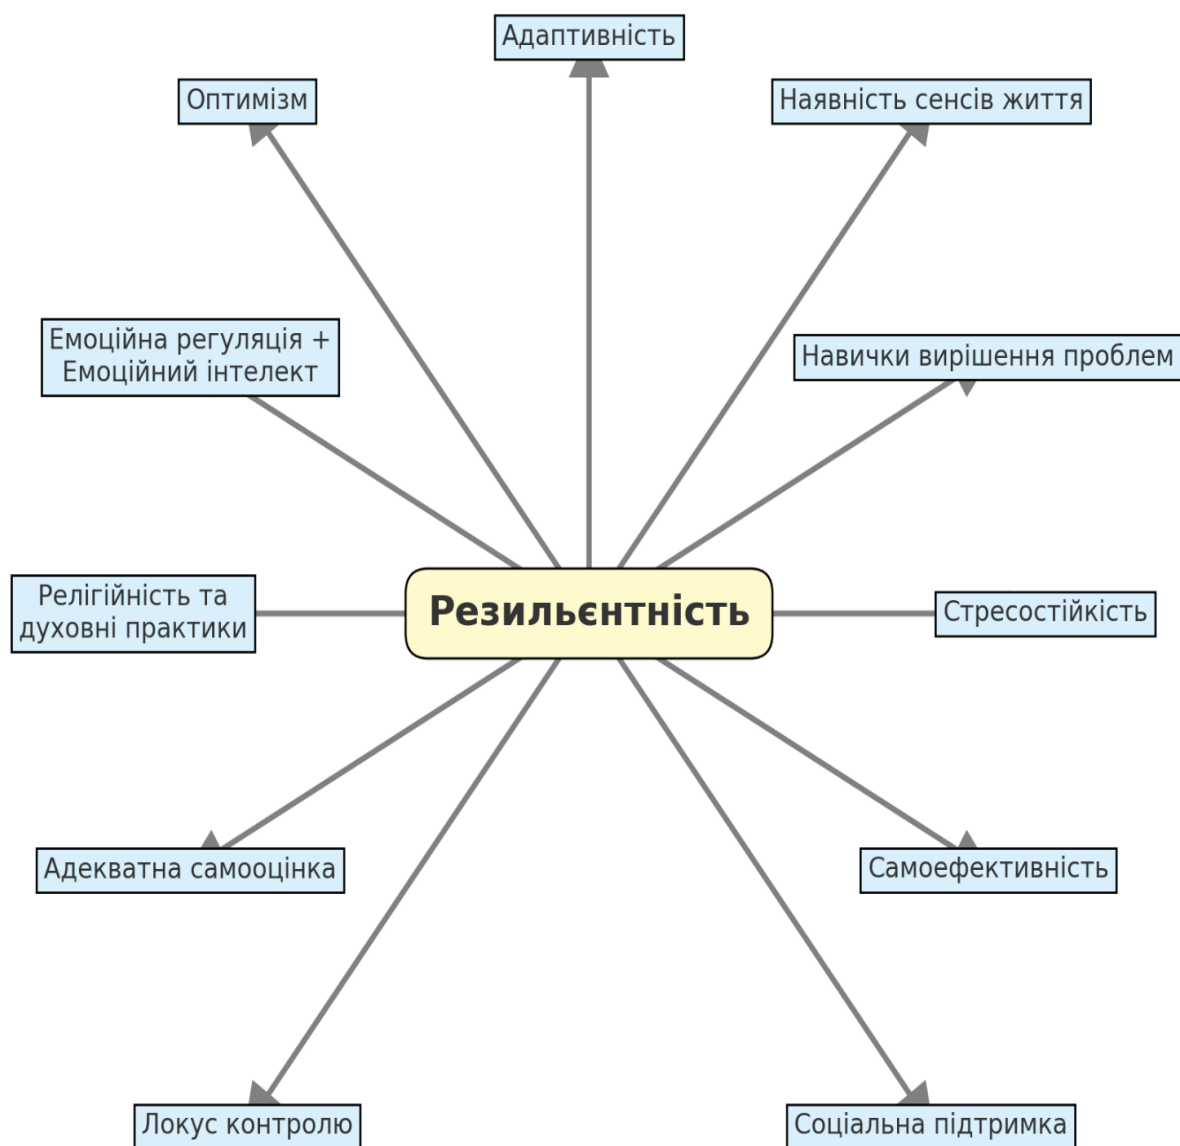 Адаптивність
Оптимізм
Наявність сенсів життя
Емоційна регуляція +
Емоційний інтелект
Навички вирішення проблем
Релігійність та
духовні практики
Резильєнтність
Стресостійкість
Адекватна самооцінка
Самоефективність
Локус контролю
Соціальна підтримка